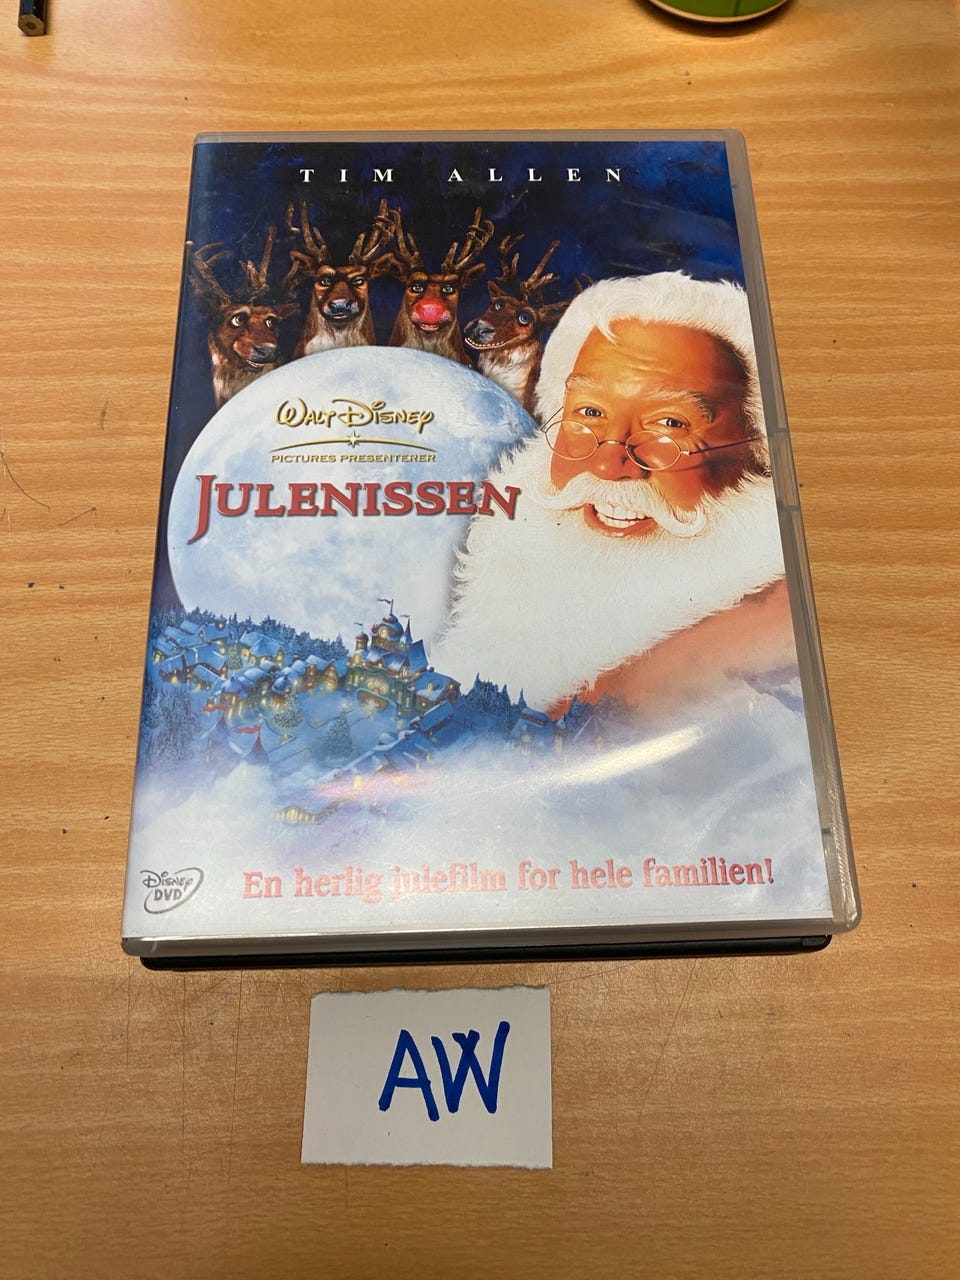 TIM ALLEN
WALT DISNEY
PICTURES PRESENTERER
JULENISSEN
En herlig julefilm for hele familien!
DISNEY
DVD
AW